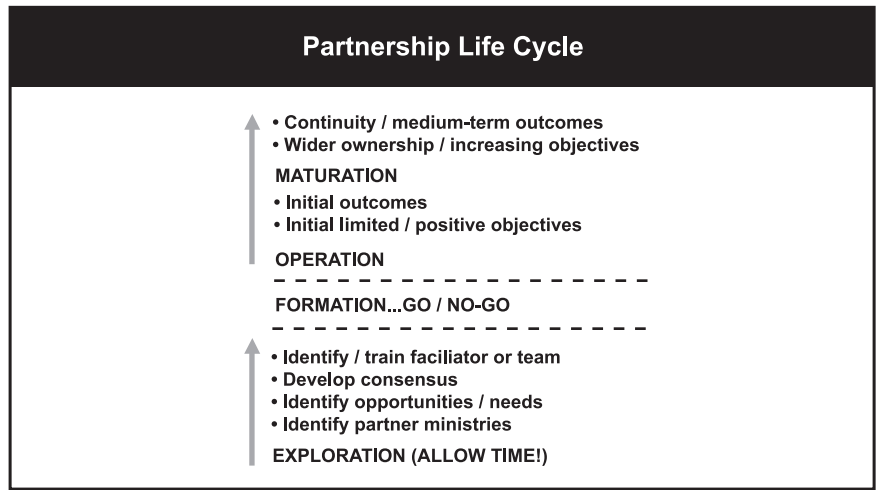 Partnership Life Cycle
• Continuity / medium-term outcomes
• Wider ownership / increasing objectives
MATURATION
• Initial outcomes
• Initial limited / positive objectives
OPERATION
FORMATION...GO / NO-GO
• Identify / train faciliator or team
• Develop consensus
• Identify opportunities / needs
• Identify partner ministries
EXPLORATION (ALLOW TIME!)